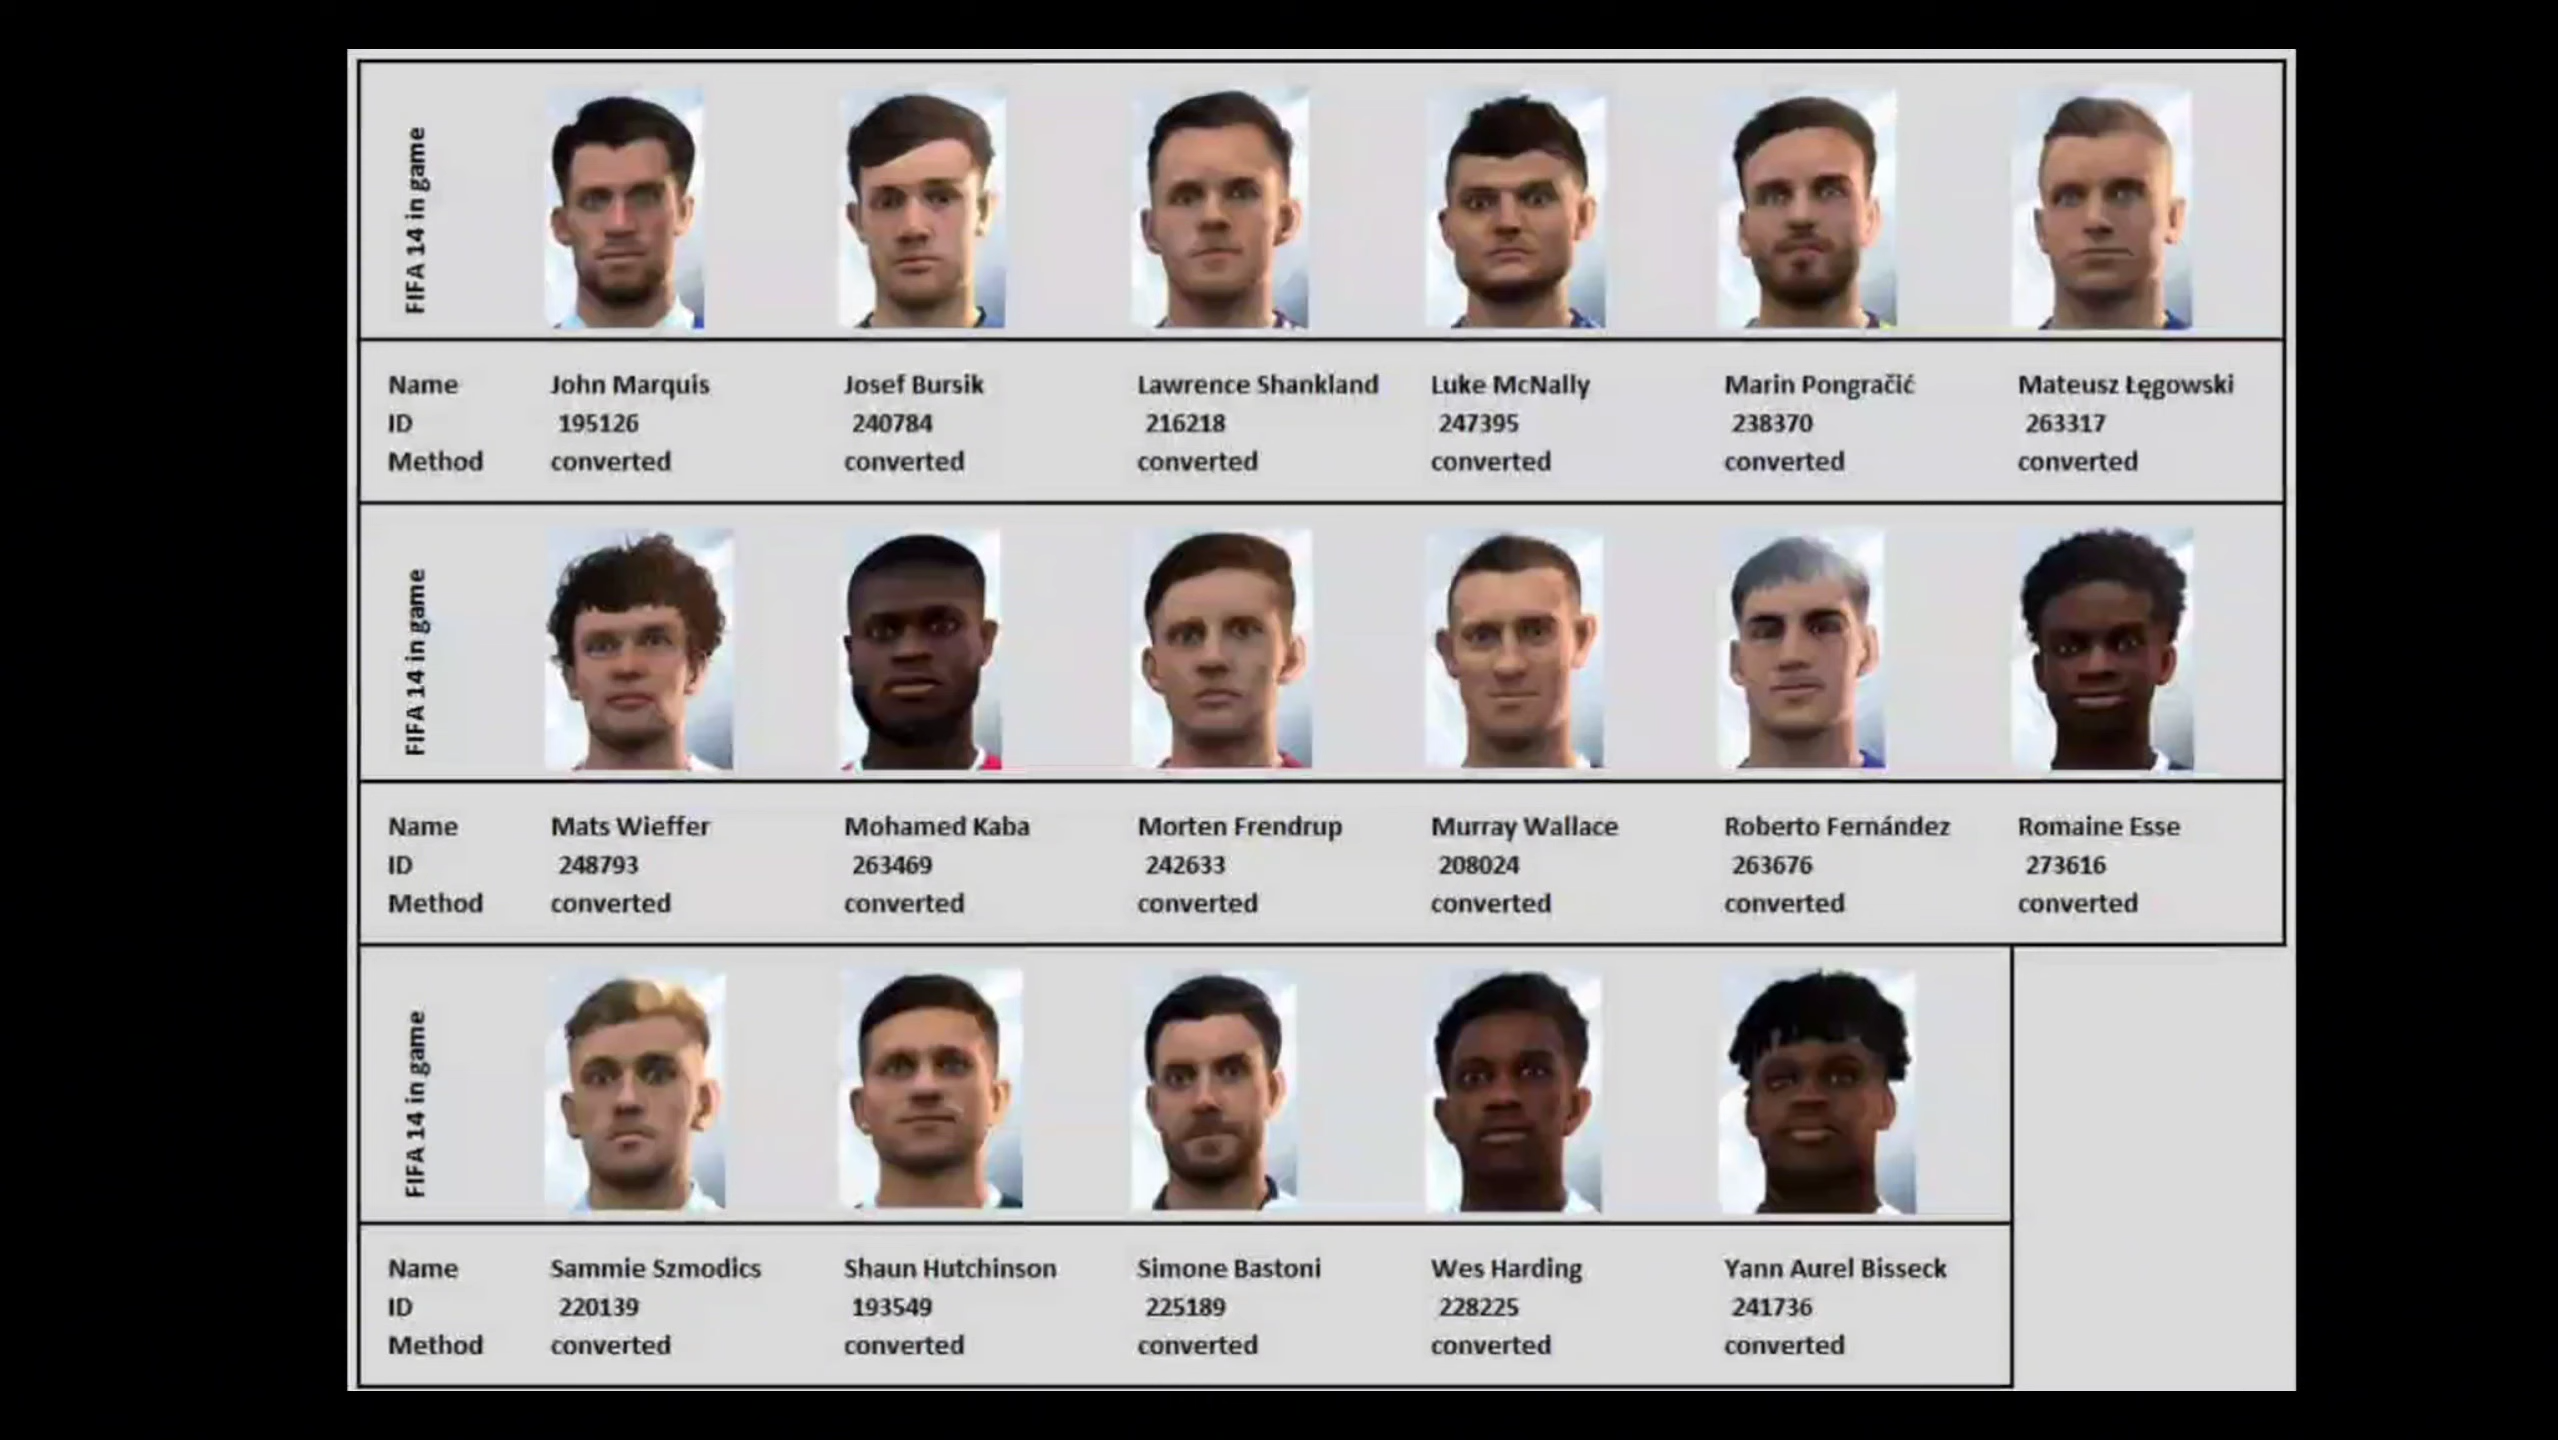 FIFA 14 in game
Name John Marquis Josef Bursik Lawrence Shankland Luke McNally Marin Pongračić Mateusz Łęgowski
ID 195126 240784 216218 247395 238370 263317
Method converted converted converted converted converted converted
FIFA 14 in game
Name Mats Wieffer Mohamed Kaba Morten Frendrup Murray Wallace Roberto Fernández Romaine Esse
ID 248793 263469 242633 208024 263676 273616
Method converted converted converted converted converted converted
FIFA 14 in game
Name Sammie Szmodics Shaun Hutchinson Simone Bastoni Wes Harding Yann Aurel Bisseck
ID 220139 193549 225189 228225 241736
Method converted converted converted converted converted